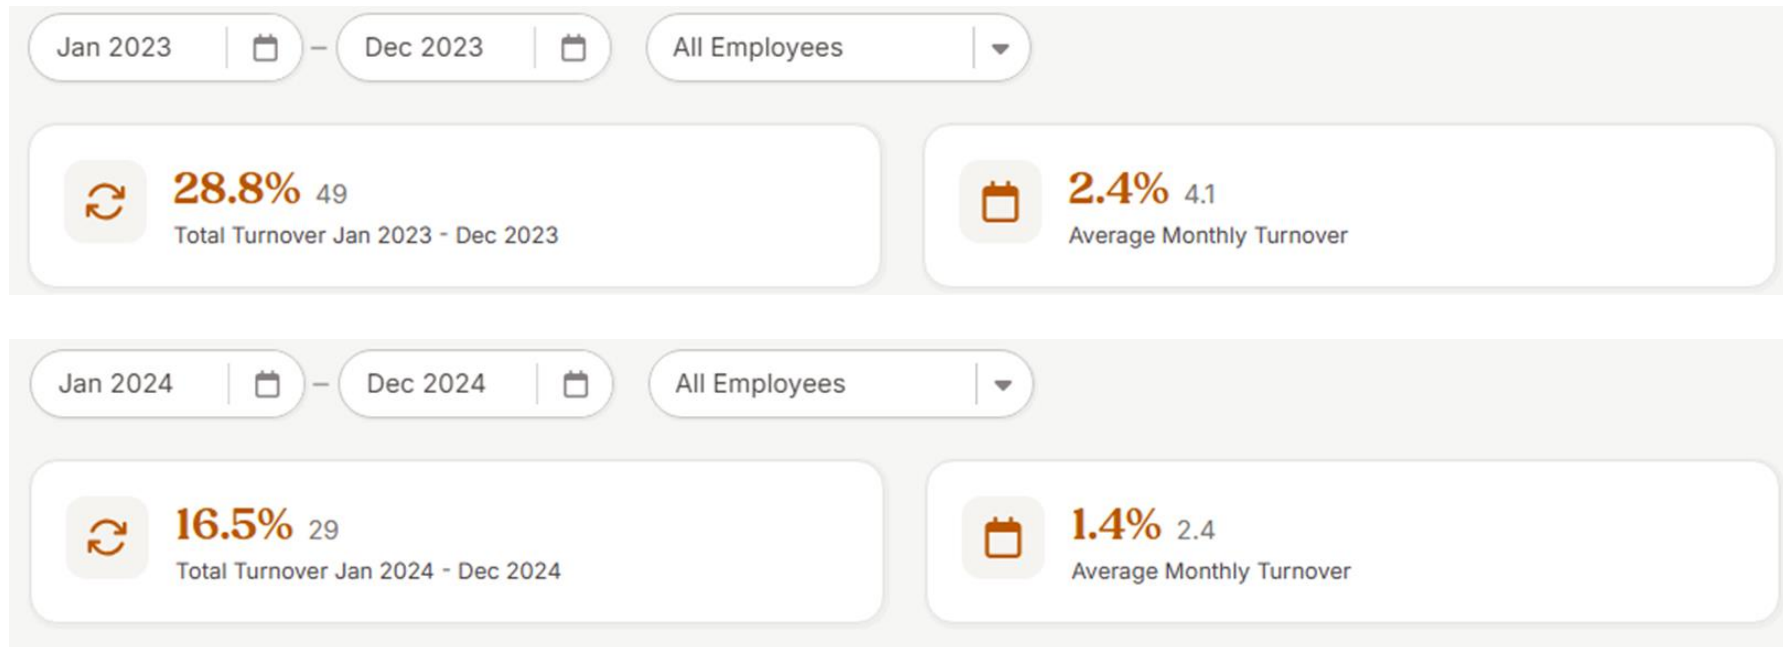 Jan 2023 – Dec 2023 All Employees
28.8% 49 2.4% 4.1
Total Turnover Jan 2023 - Dec 2023 Average Monthly Turnover
Jan 2024 – Dec 2024 All Employees
16.5% 29 1.4% 2.4
Total Turnover Jan 2024 - Dec 2024 Average Monthly Turnover